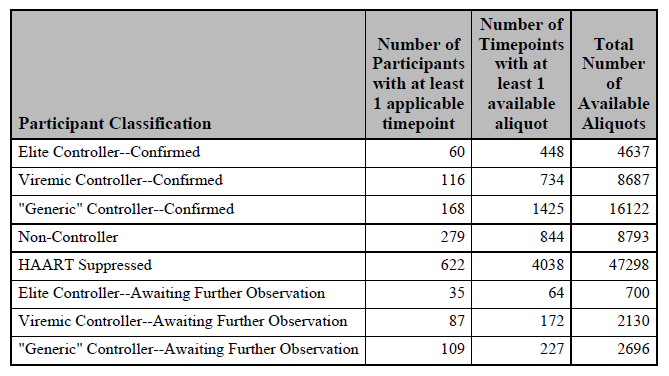 Participant Classification
Number of
Participants
with at least
1 applicable
timepoint
Number of
Timepoints
with at
least 1
available
aliquot
Total
Number
of
Available
Aliquots
Elite Controller--Confirmed 60 448 4637
Viremic Controller--Confirmed 116 734 8687
"Generic" Controller--Confirmed 168 1425 16122
Non-Controller 279 844 8793
HAART Suppressed 622 4038 47298
Elite Controller--Awaiting Further Observation 35 64 700
Viremic Controller--Awaiting Further Observation 87 172 2130
"Generic" Controller--Awaiting Further Observation 109 227 2696